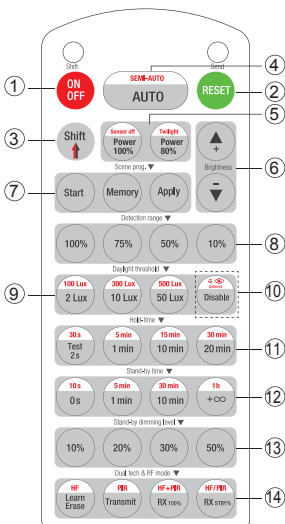 Shift Send
1 ON OFF SEMI-AUTO AUTO 4 RESET 2
3 Shift Sensor off Power 100% Twilight Power 80% 5 + Brightness 6
Scene prog. ▼
7 Start Memory Apply −
Detection range ▼
100% 75% 50% 10% 8
Daylight threshold ▼
9 100 Lux 2 Lux 300 Lux 10 Lux 500 Lux 50 Lux Ambient Disable 10
Hold-time ▼
30s Test 2s 5 min 1 min 15 min 10 min 30 min 20 min 11
Stand-by time ▼
10s 0s 5 min 1 min 30 min 10 min 1h +∞ 12
Stand-by dimming level ▼
10% 20% 30% 50% 13
Dual tech & RF mode ▼
HF Learn Erase PIR Transmit HF+PIR RX 100% HF/PIR RX STBY% 14